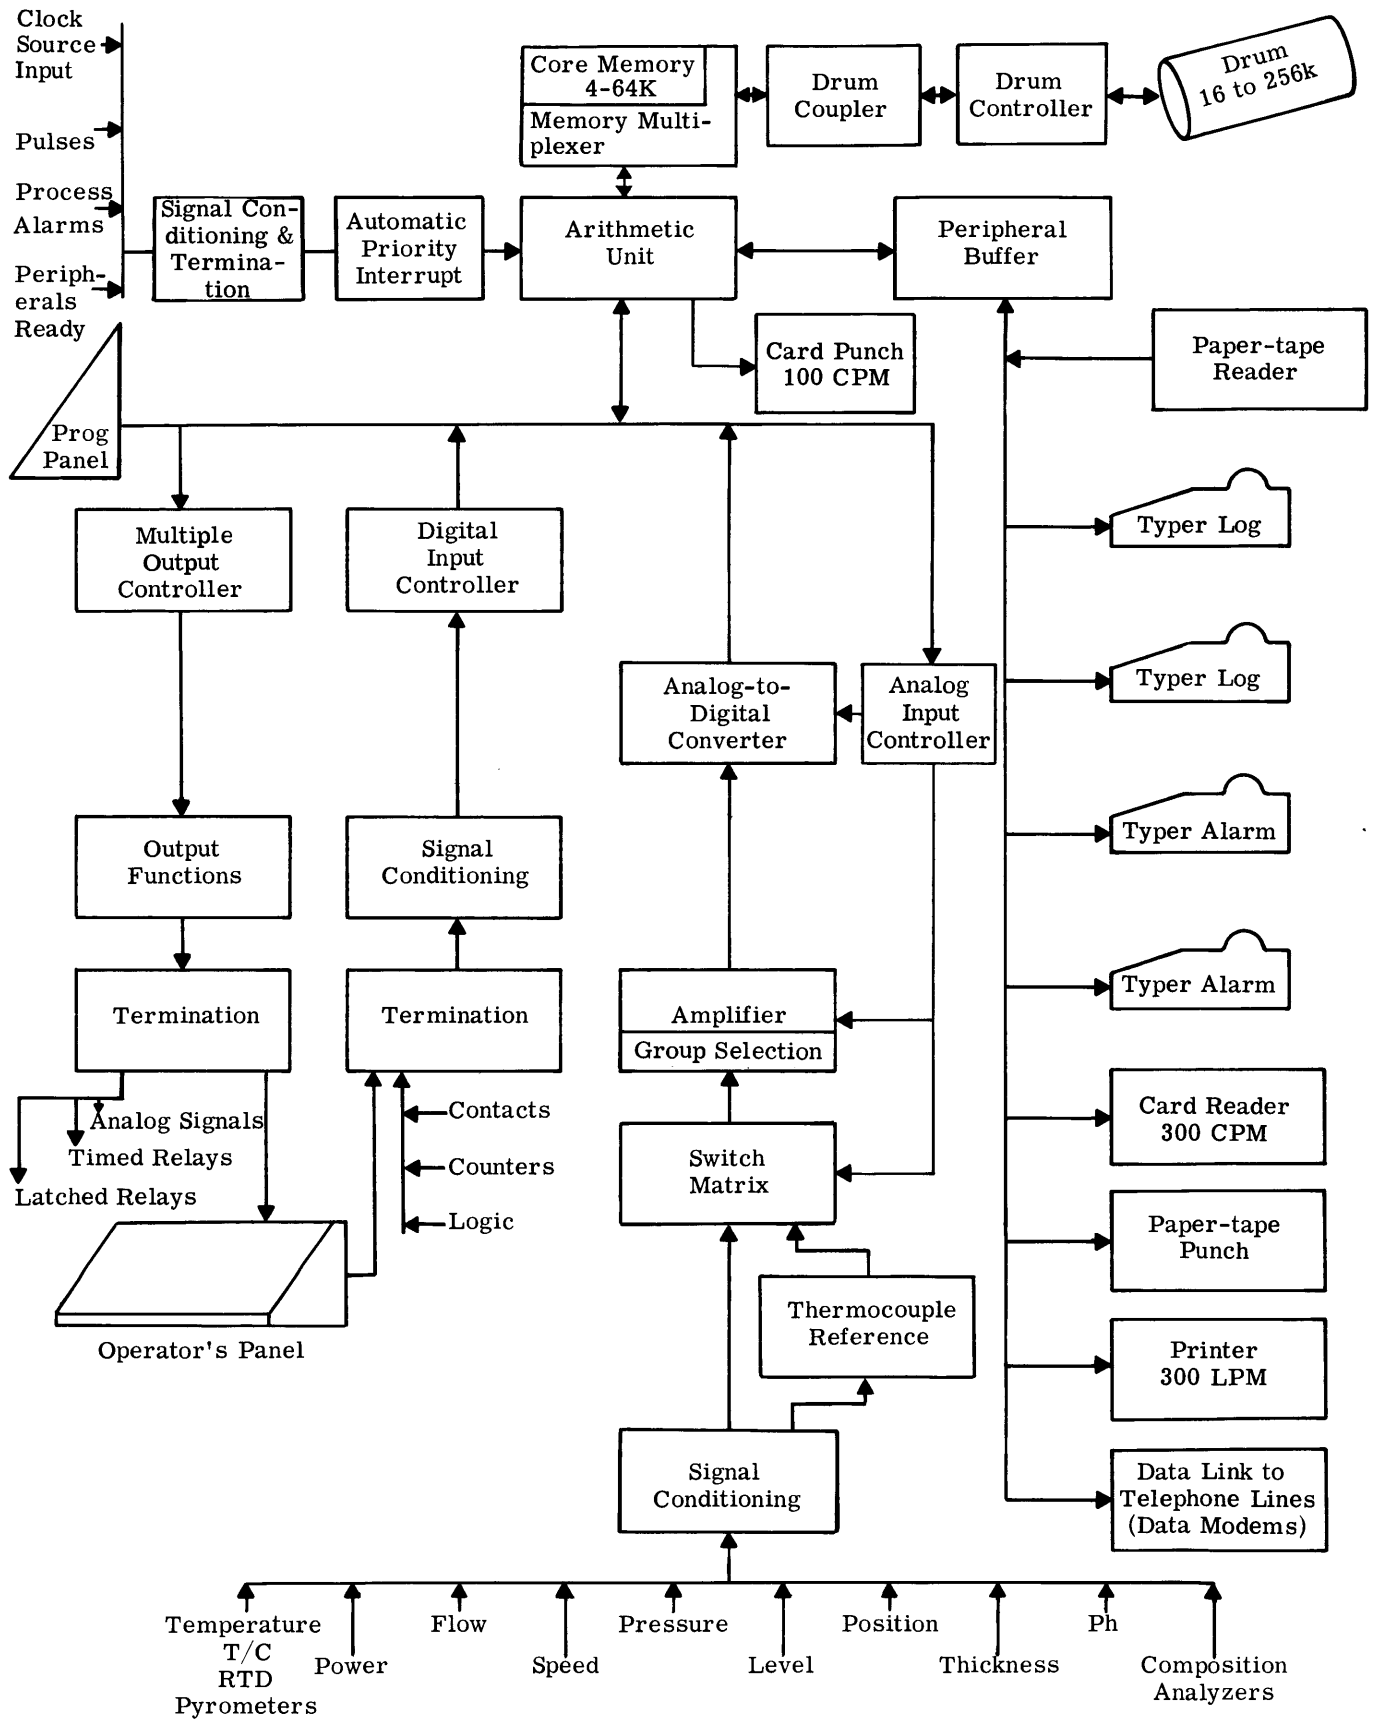 Clock
Source
Input
Pulses
Process
Alarms
Periph-
erals
Ready
Signal Con-
ditioning &
Termina-
tion
Automatic
Priority
Interrupt
Core Memory
4-64K
Memory Multi-
plexer
Drum
Coupler
Drum
Controller
Drum
16 to 256k
Arithmetic
Unit
Peripheral
Buffer
Card Punch
100 CPM
Paper-tape
Reader
Prog
Panel
Multiple
Output
Controller
Digital
Input
Controller
Analog-to-
Digital
Converter
Analog
Input
Controller
Typer Log
Typer Log
Typer Alarm
Typer Alarm
Output
Functions
Signal
Conditioning
Termination
Termination
Amplifier
Group Selection
Analog Signals
Timed Relays
Latched Relays
Contacts
Counters
Logic
Operator's Panel
Switch
Matrix
Thermocouple
Reference
Signal
Conditioning
Card Reader
300 CPM
Paper-tape
Punch
Printer
300 LPM
Data Link to
Telephone Lines
(Data Modems)
Temperature
T/C
RTD
Pyrometers
Power
Flow
Speed
Pressure
Level
Position
Thickness
Ph
Composition
Analyzers